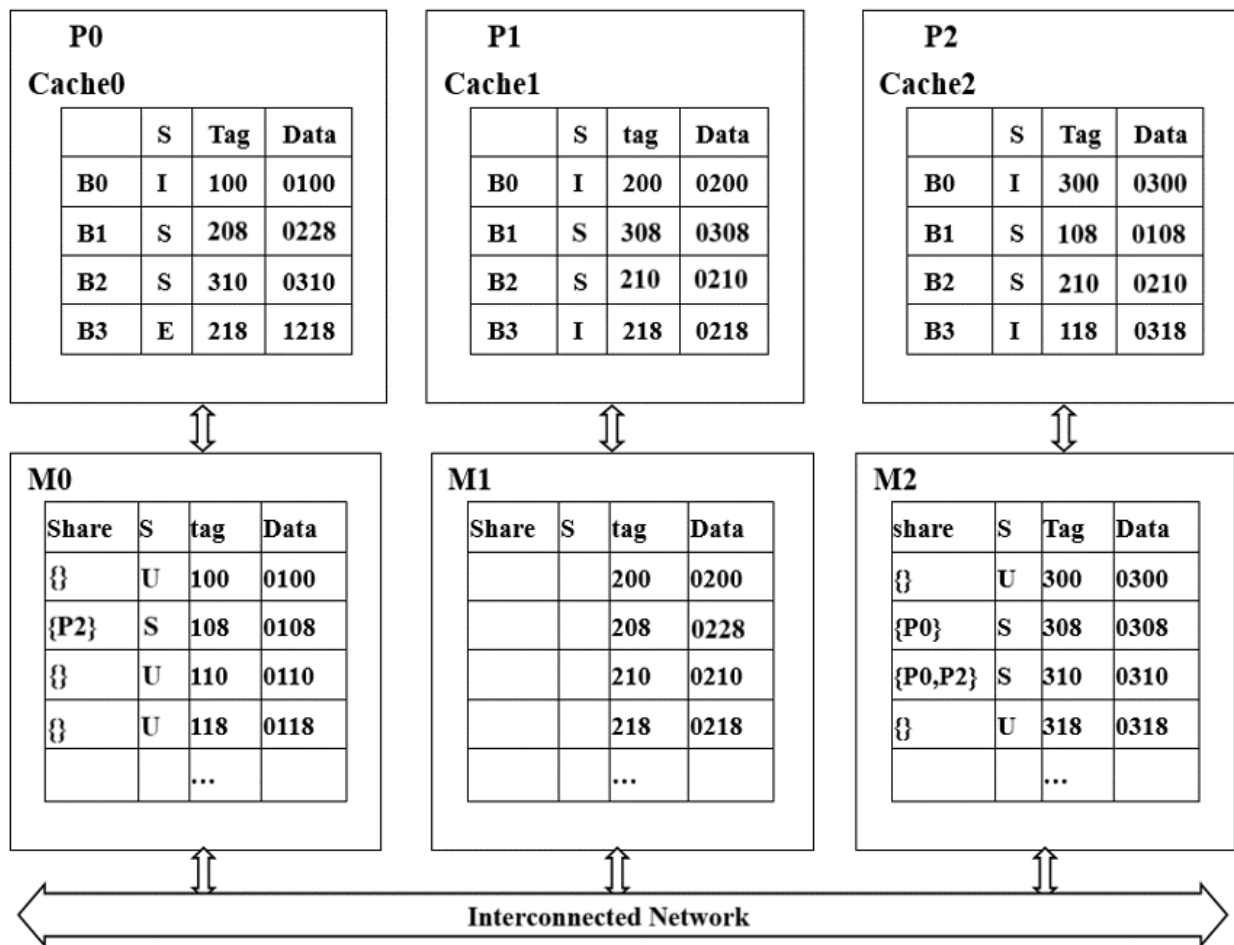 P0
Cache0
S Tag Data
B0 I 100 0100
B1 S 208 0228
B2 S 310 0310
B3 E 218 1218
P1
Cache1
S tag Data
B0 I 200 0200
B1 S 308 0308
B2 S 210 0210
B3 I 218 0218
P2
Cache2
S Tag Data
B0 I 300 0300
B1 S 108 0108
B2 S 210 0210
B3 I 118 0318
M0
Share S tag Data
{} U 100 0100
{P2} S 108 0108
{} U 110 0110
{} U 118 0118
...
M1
Share S tag Data
200 0200
208 0228
210 0210
218 0218
...
M2
share S Tag Data
{} U 300 0300
{P0} S 308 0308
{P0,P2} S 310 0310
{} U 318 0318
...
Interconnected Network